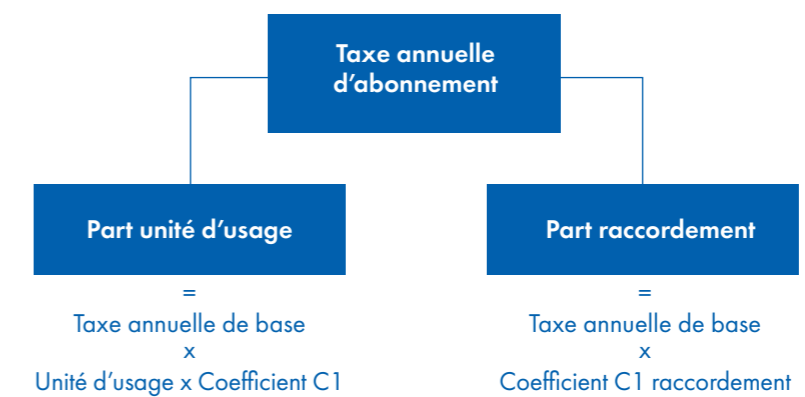 Taxe annuelle
d’abonnement
Part unité d’usage
=
Taxe annuelle de base
x
Unité d’usage x Coefficient C1
Part raccordement
=
Taxe annuelle de base
x
Coefficient C1 raccordement